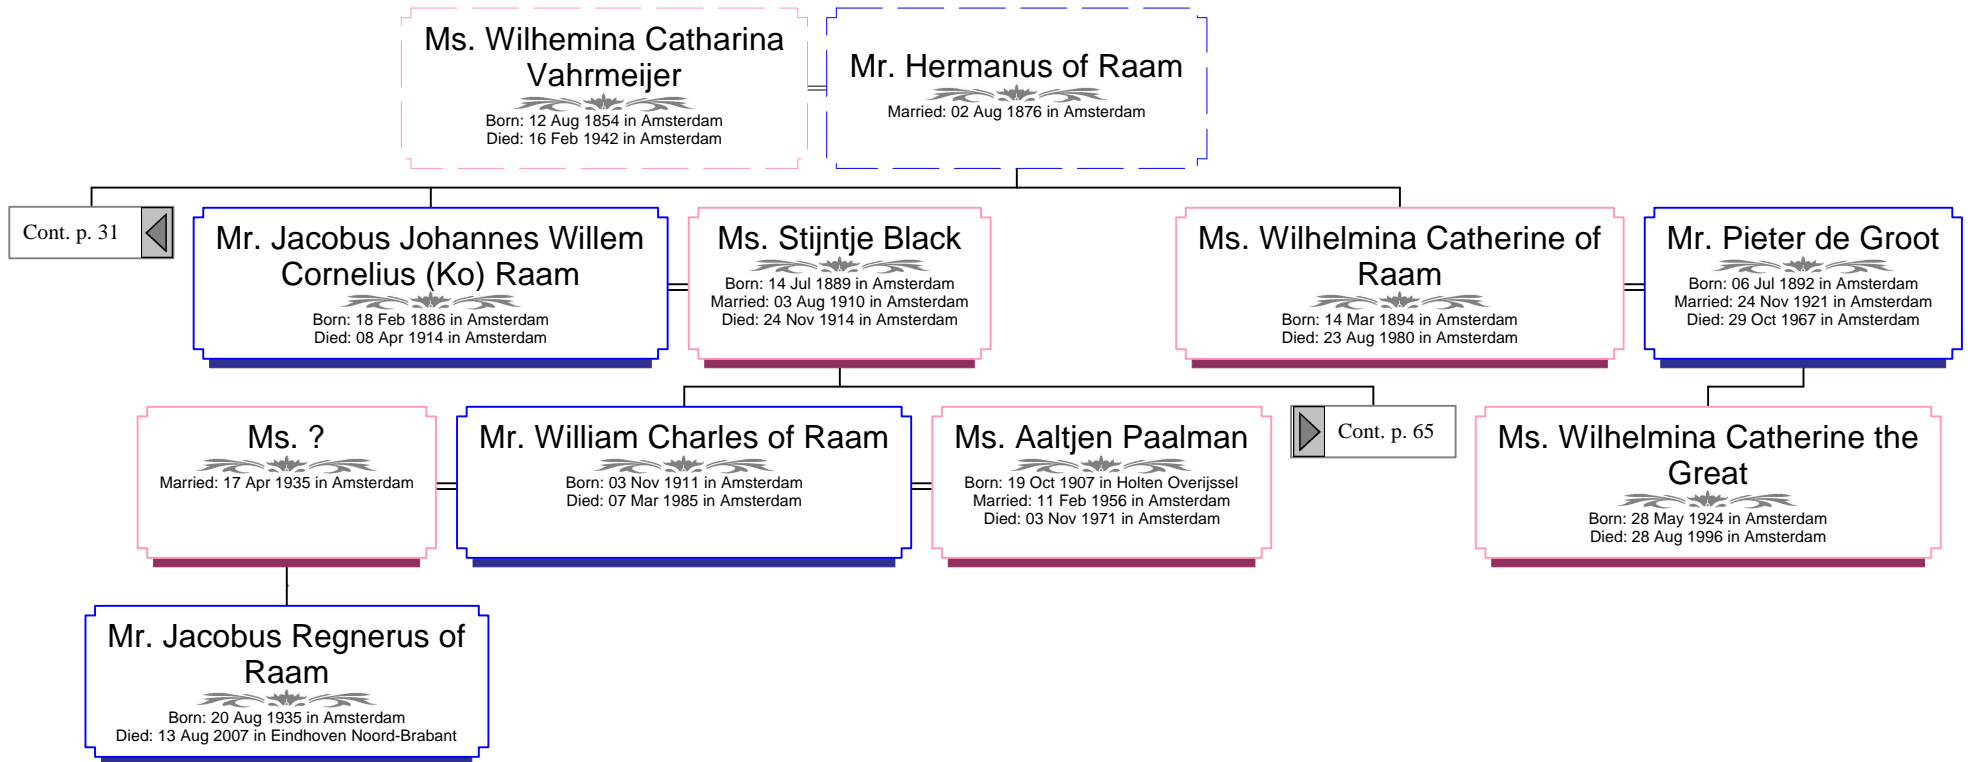 Ms. Wilhemina Catharina
Vahrmeijer
Born: 12 Aug 1854 in Amsterdam
Died: 16 Feb 1942 in Amsterdam
Mr. Hermanus of Raam
Married: 02 Aug 1876 in Amsterdam
Cont. p. 31
Mr. Jacobus Johannes Willem
Cornelius (Ko) Raam
Born: 18 Feb 1886 in Amsterdam
Died: 08 Apr 1914 in Amsterdam
Ms. Stijntje Black
Born: 14 Jul 1889 in Amsterdam
Married: 03 Aug 1910 in Amsterdam
Died: 24 Nov 1914 in Amsterdam
Ms. Wilhelmina Catherine of
Raam
Born: 14 Mar 1894 in Amsterdam
Died: 23 Aug 1980 in Amsterdam
Mr. Pieter de Groot
Born: 06 Jul 1892 in Amsterdam
Married: 24 Nov 1921 in Amsterdam
Died: 29 Oct 1967 in Amsterdam
Ms. ?
Married: 17 Apr 1935 in Amsterdam
Mr. William Charles of Raam
Born: 03 Nov 1911 in Amsterdam
Died: 07 Mar 1985 in Amsterdam
Ms. Aaltjen Paalman
Born: 19 Oct 1907 in Holten Overijssel
Married: 11 Feb 1956 in Amsterdam
Died: 03 Nov 1971 in Amsterdam
Cont. p. 65
Ms. Wilhelmina Catherine the
Great
Born: 28 May 1924 in Amsterdam
Died: 28 Aug 1996 in Amsterdam
Mr. Jacobus Regnerus of
Raam
Born: 20 Aug 1935 in Amsterdam
Died: 13 Aug 2007 in Eindhoven Noord-Brabant